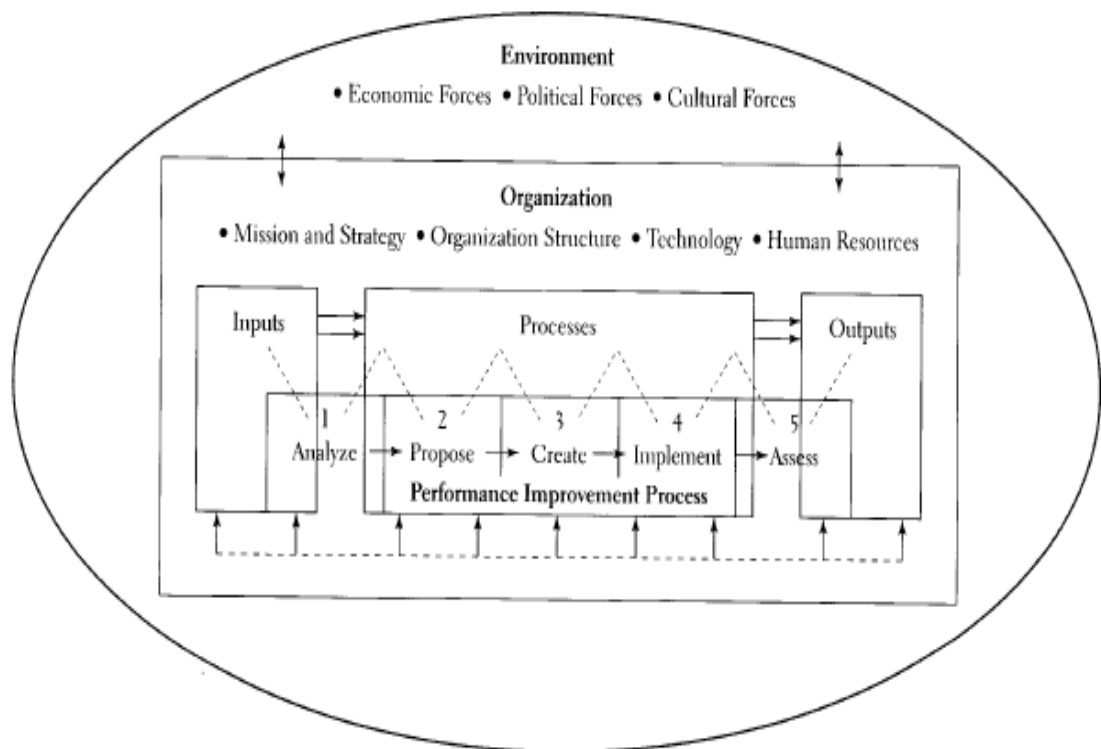 Environment
• Economic Forces • Political Forces • Cultural Forces
Organization
• Mission and Strategy • Organization Structure • Technology • Human Resources
Inputs
Processes
Outputs
1 2 3 4 5
Analyze Propose Create Implement Assess
Performance Improvement Process